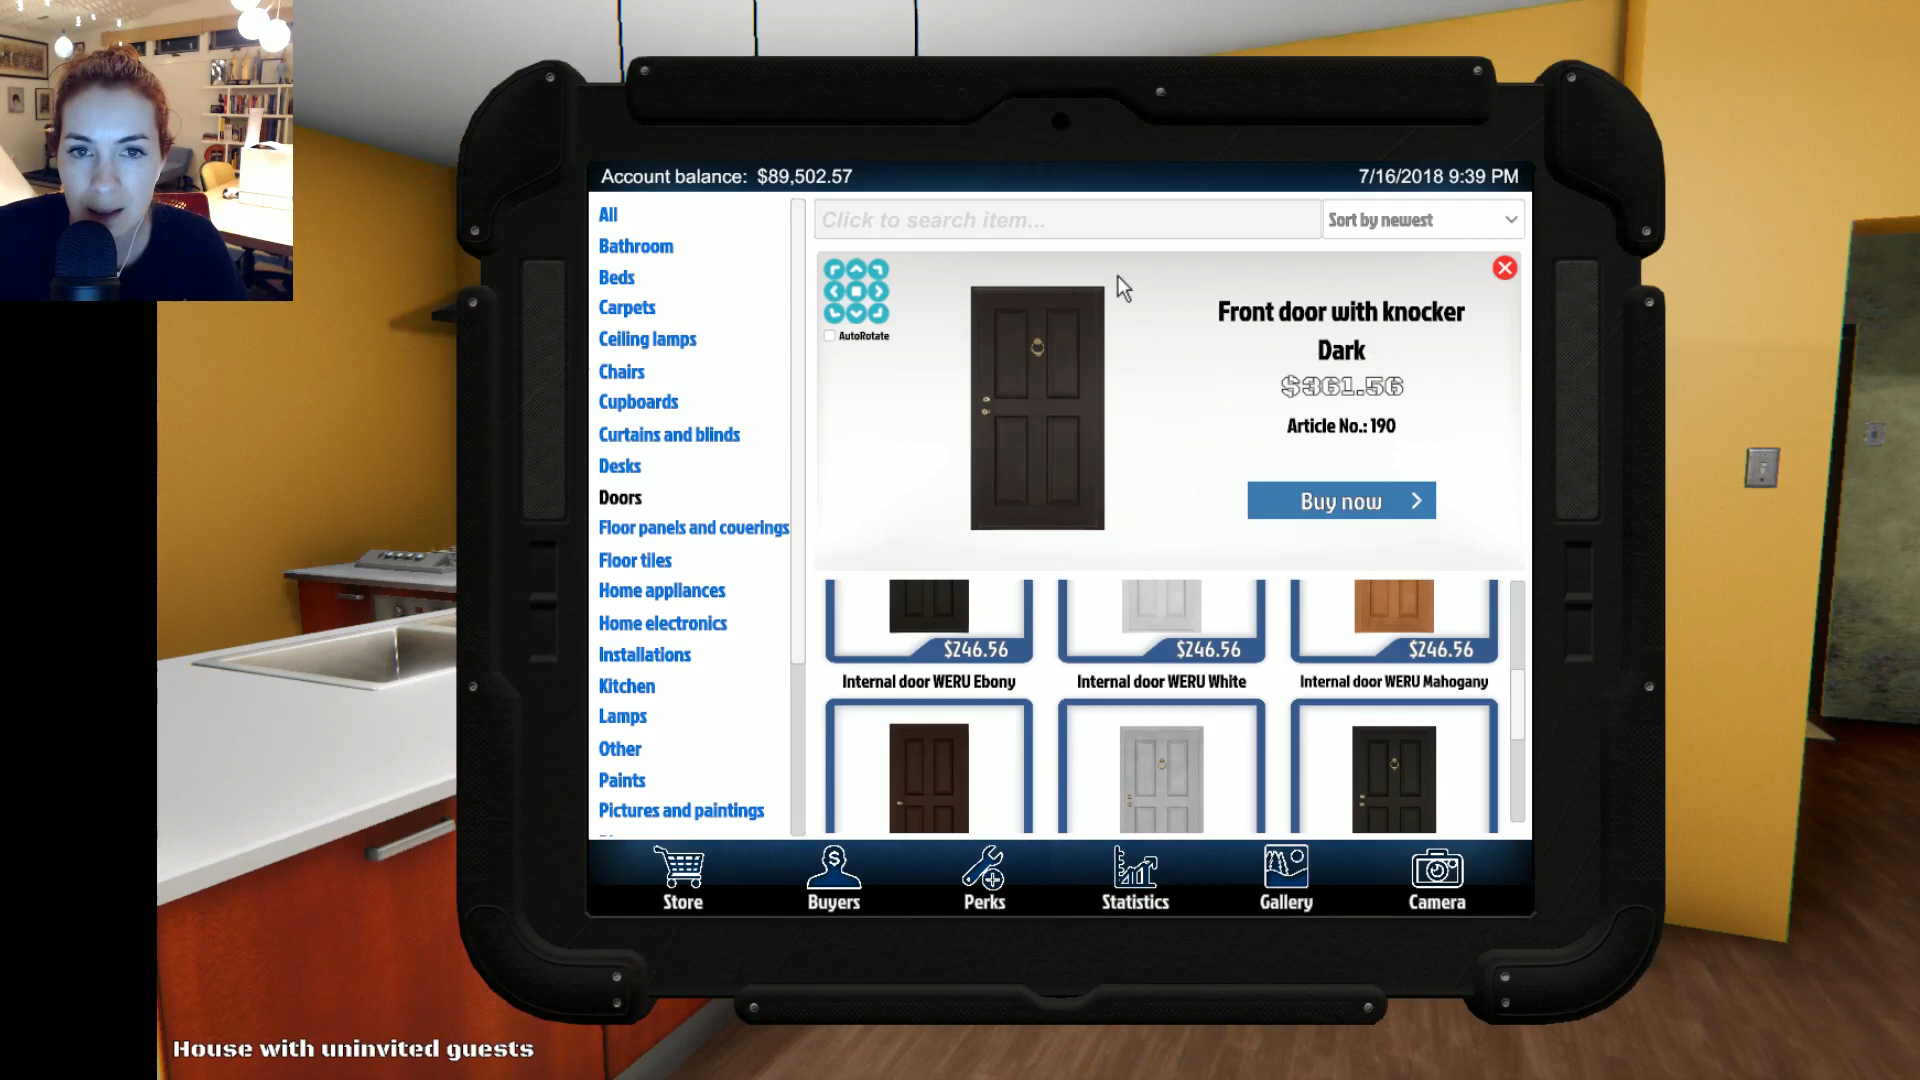 Account balance: $89,502.57
7/16/2018 9:39 PM
All
Bathroom
Beds
Carpets
Ceiling lamps
Chairs
Cupboards
Curtains and blinds
Desks
Doors
Floor panels and coverings
Floor tiles
Home appliances
Home electronics
Installations
Kitchen
Lamps
Other
Paints
Pictures and paintings
Click to search item...
Sort by newest
AutoRotate
Front door with knocker
Dark
$361.56
Article No.: 190
Buy now
$246.56
$246.56
$246.56
Internal door WERU Ebony
Internal door WERU White
Internal door WERU Mahogany
Store
Buyers
Perks
Statistics
Gallery
Camera
House with uninvited guests